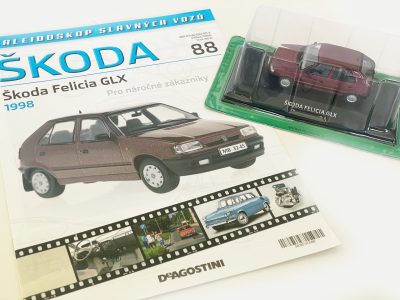 KALEIDOSKOP SLAVNÝCH VOZŮ
ŠKODA
88
Škoda Felicia GLX
1998
Pro náročné zákazníky
DeAGOSTINI
ŠKODA FELICIA GLX